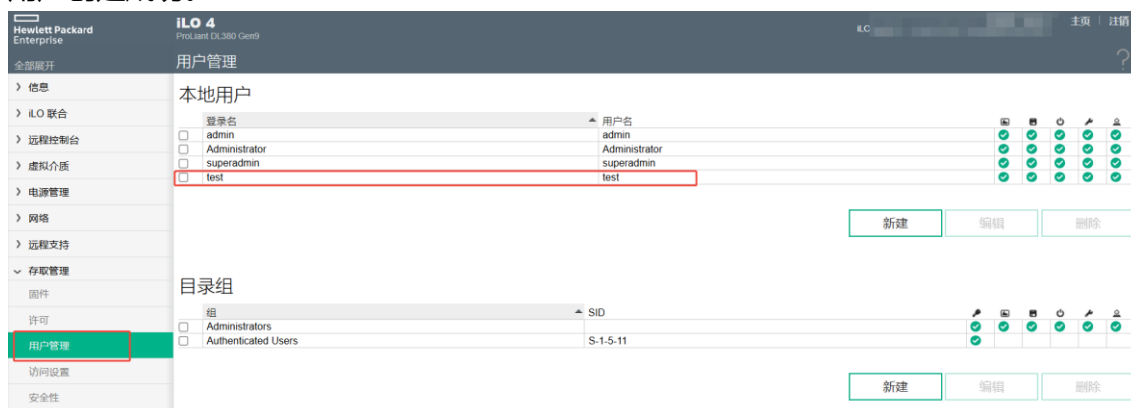 Hewlett Packard
Enterprise
iLO 4
ProLiant DL380 Gen9
iLO
主页
注销
全部展开
用户管理
?
信息
iLO 联合
远程控制台
虚拟介质
电源管理
网络
远程支持
存取管理
固件
许可
用户管理
访问设置
安全性
本地用户
登录名 用户名
admin admin
Administrator Administrator
superadmin superadmin
test test
新建 编辑 删除
目录组
组 SID
Administrators
Authenticated Users S-1-5-11
新建 编辑 删除